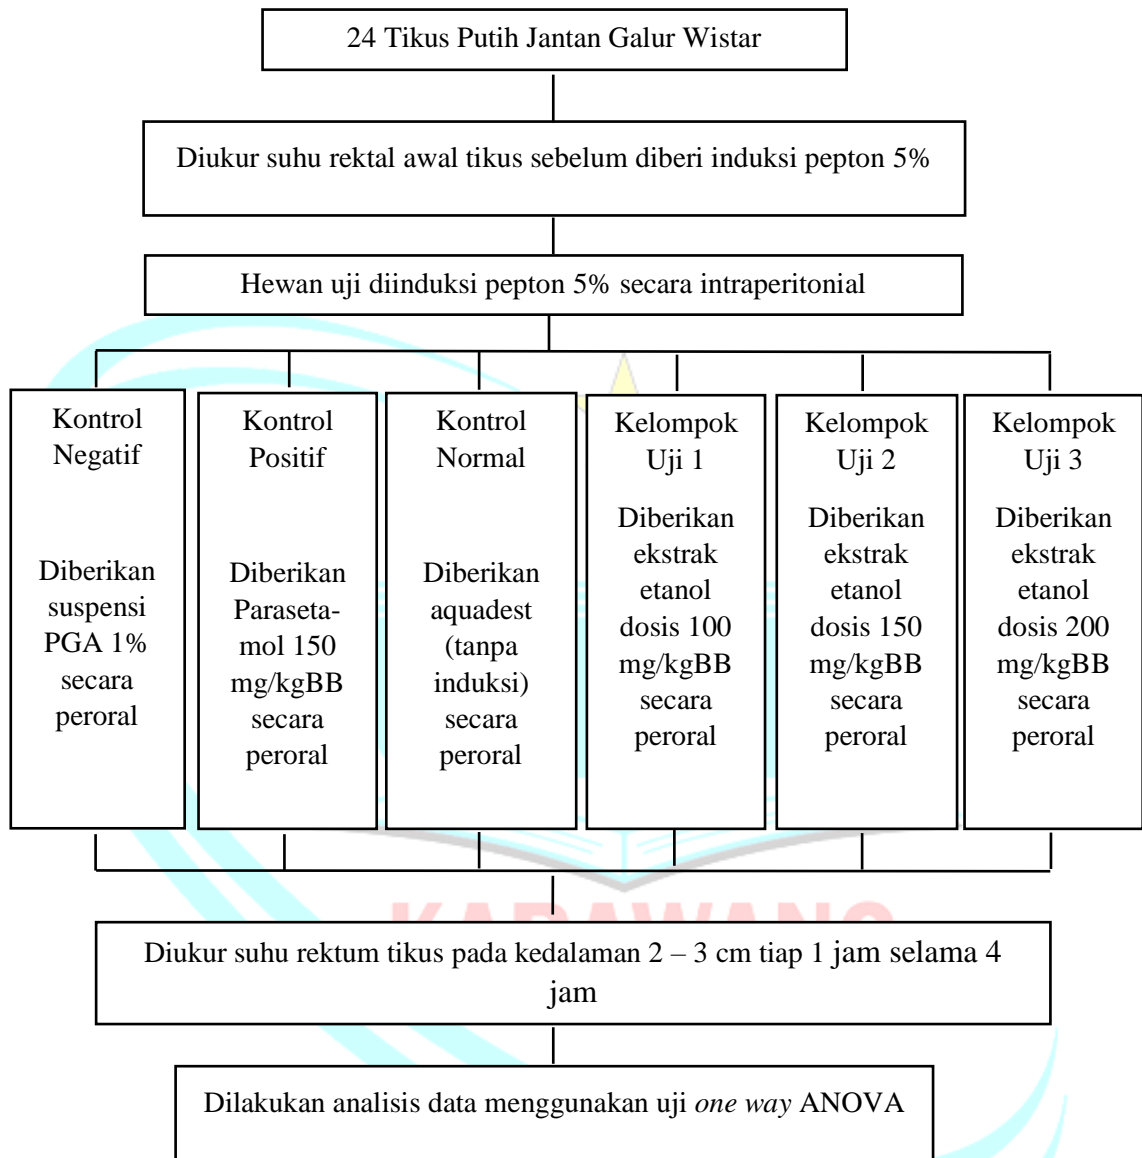 24 Tikus Putih Jantan Galur Wistar
Diukur suhu rektal awal tikus sebelum diberi induksi pepton 5%
Hewan uji diinduksi pepton 5% secara intraperitonial
Kontrol
Negatif
Diberikan
suspensi
PGA 1%
secara
peroral
Kontrol
Positif
Diberikan
Paraseta-
mol 150
mg/kgBB
secara
peroral
Kontrol
Normal
Diberikan
aquadest
(tanpa
induksi)
secara
peroral
Kelompok
Uji 1
Diberikan
ekstrak
etanol
dosis 100
mg/kgBB
secara
peroral
Kelompok
Uji 2
Diberikan
ekstrak
etanol
dosis 150
mg/kgBB
secara
peroral
Kelompok
Uji 3
Diberikan
ekstrak
etanol
dosis 200
mg/kgBB
secara
peroral
KARAWANG
Diukur suhu rektum tikus pada kedalaman 2 – 3 cm tiap 1 jam selama 4
jam
Dilakukan analisis data menggunakan uji one way ANOVA